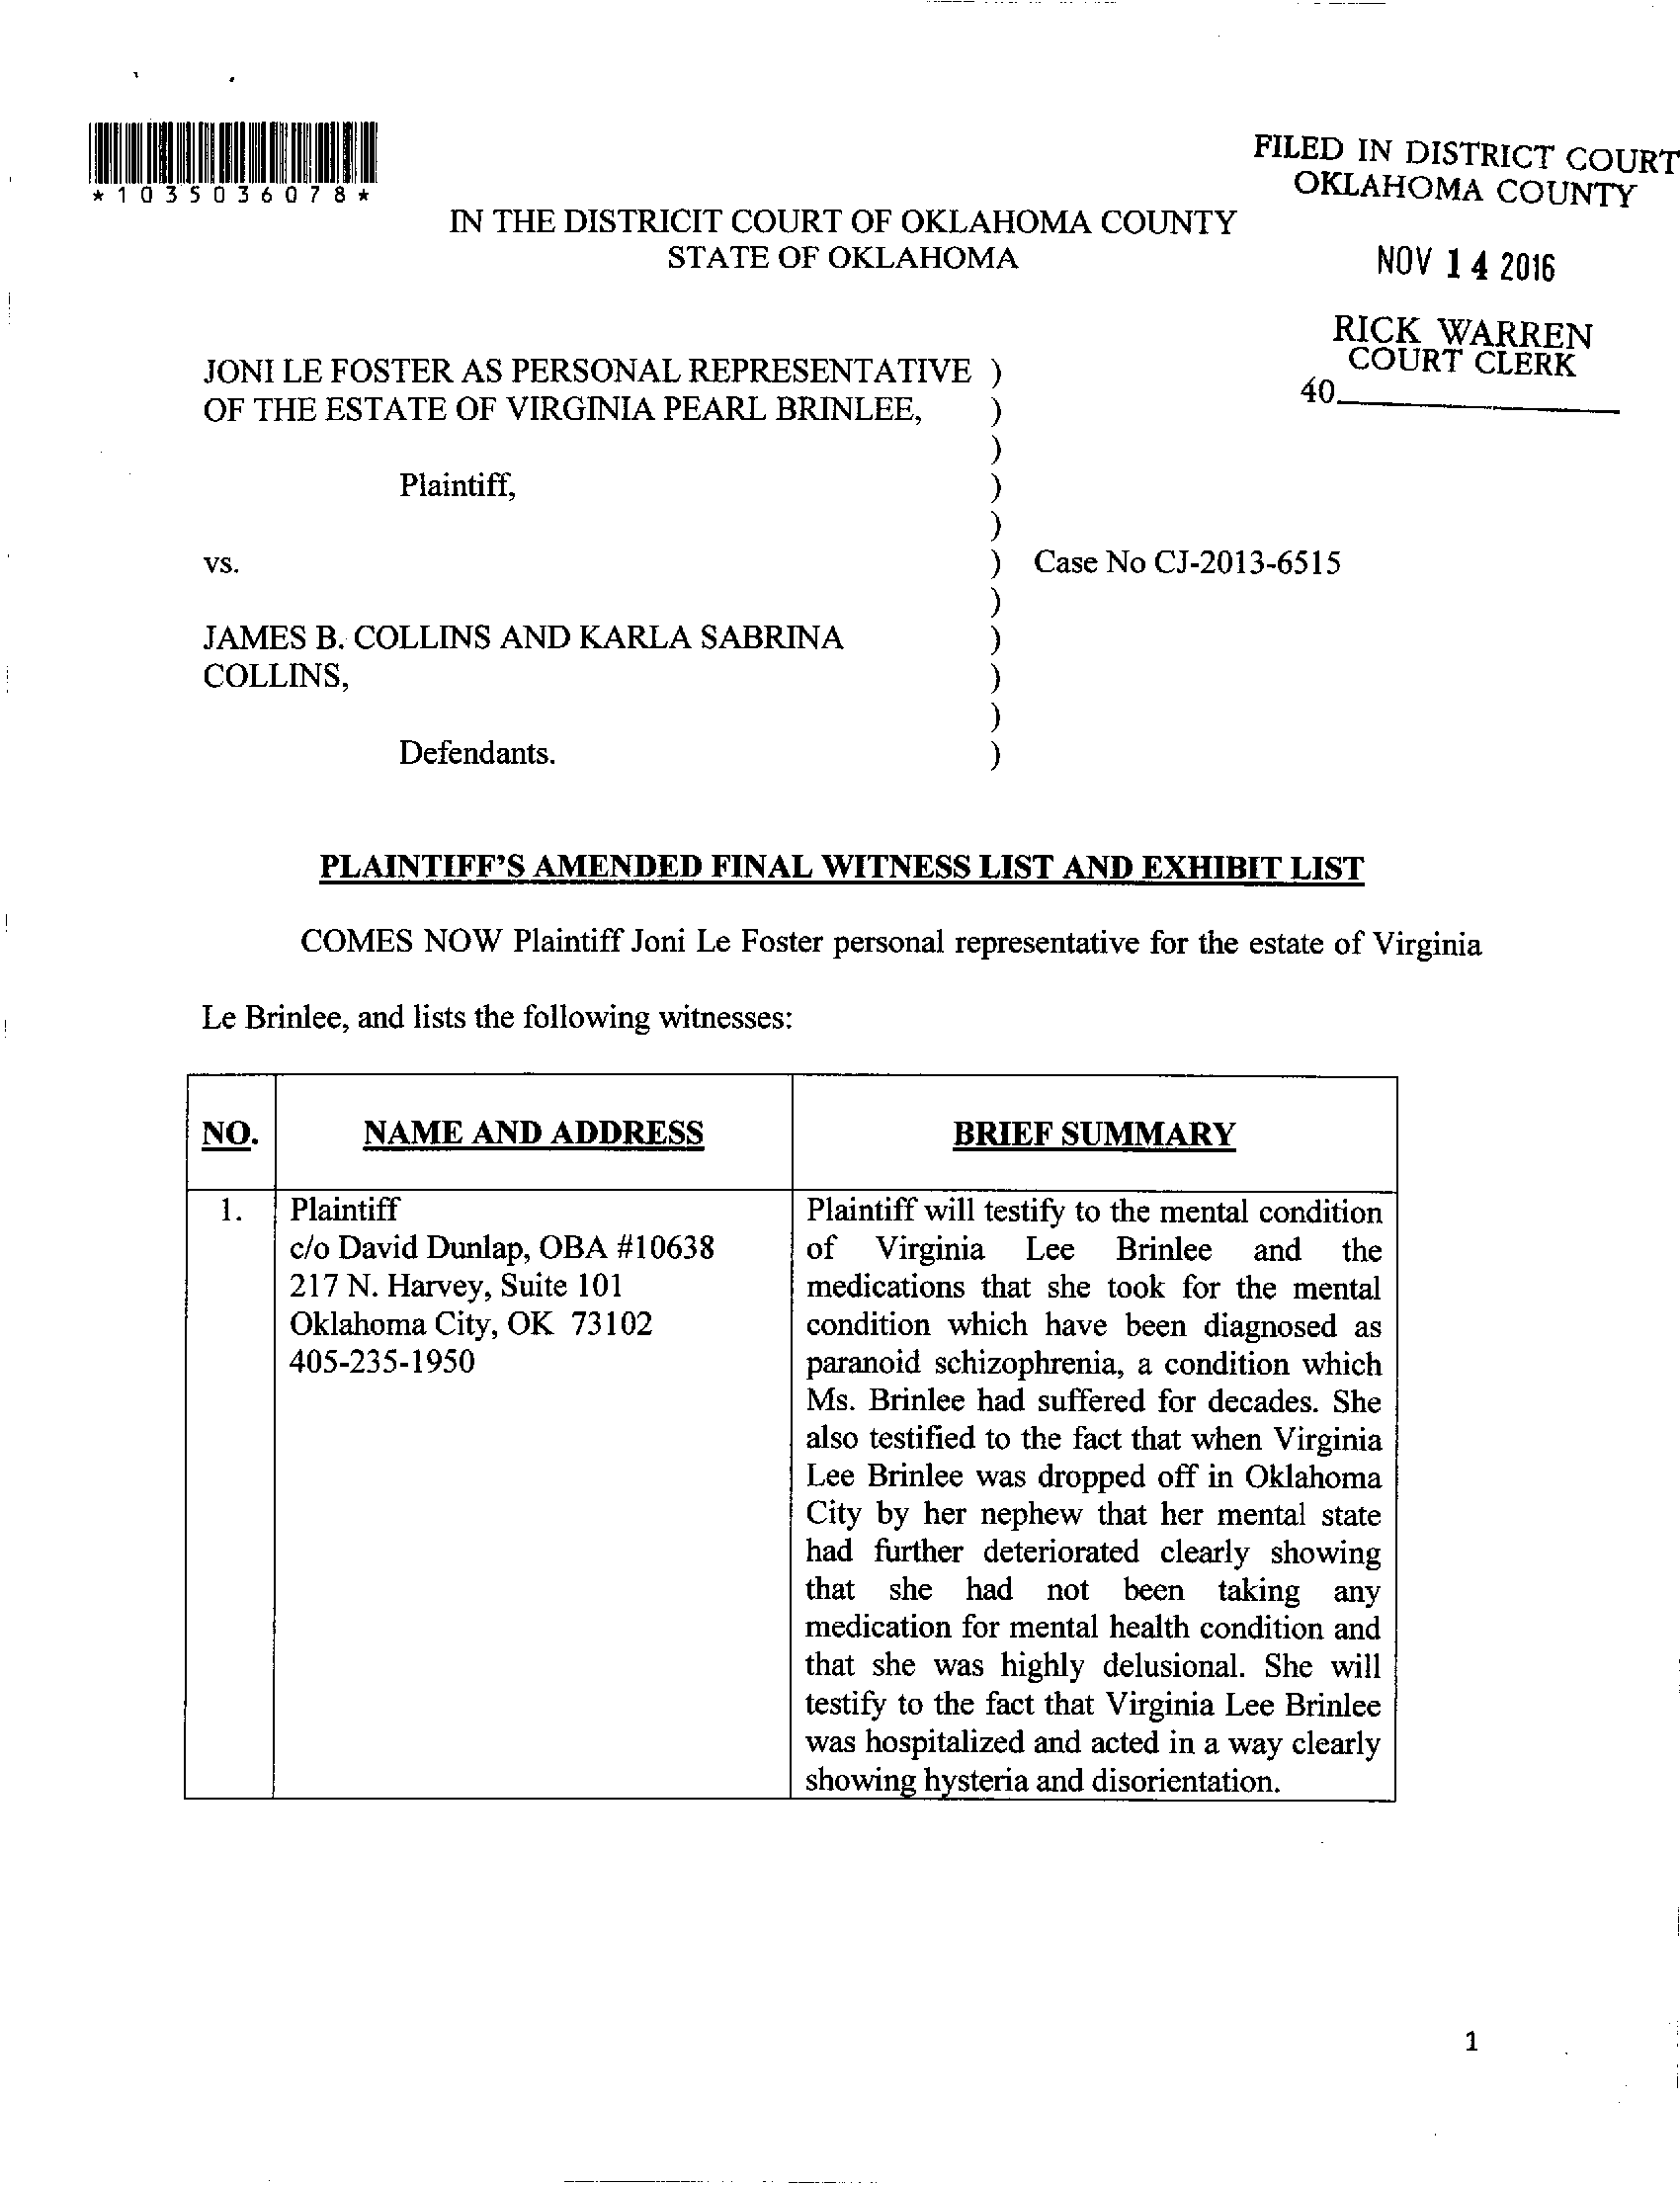 *1035036078*
FILED IN DISTRICT COURT
OKLAHOMA COUNTY
IN THE DISTRICIT COURT OF OKLAHOMA COUNTY
STATE OF OKLAHOMA
NOV 14 2016
RICK WARREN
COURT CLERK
40
JONI LE FOSTER AS PERSONAL REPRESENTATIVE )
OF THE ESTATE OF VIRGINIA PEARL BRINLEE, )
)
Plaintiff, )
)
vs. ) Case No CJ-2013-6515
)
JAMES B. COLLINS AND KARLA SABRINA )
COLLINS, )
)
Defendants. )
PLAINTIFF'S AMENDED FINAL WITNESS LIST AND EXHIBIT LIST
COMES NOW Plaintiff Joni Le Foster personal representative for the estate of Virginia
Le Brinlee, and lists the following witnesses:
NO. NAME AND ADDRESS BRIEF SUMMARY
1.
Plaintiff
c/o David Dunlap, OBA #10638
217 N. Harvey, Suite 101
Oklahoma City, OK 73102
405-235-1950
Plaintiff will testify to the mental condition
of Virginia Lee Brinlee and the
medications that she took for the mental
condition which have been diagnosed as
paranoid schizophrenia, a condition which
Ms. Brinlee had suffered for decades. She
also testified to the fact that when Virginia
Lee Brinlee was dropped off in Oklahoma
City by her nephew that her mental state
had further deteriorated clearly showing
that she had not been taking any
medication for mental health condition and
that she was highly delusional. She will
testify to the fact that Virginia Lee Brinlee
was hospitalized and acted in a way clearly
showing hysteria and disorientation.
1